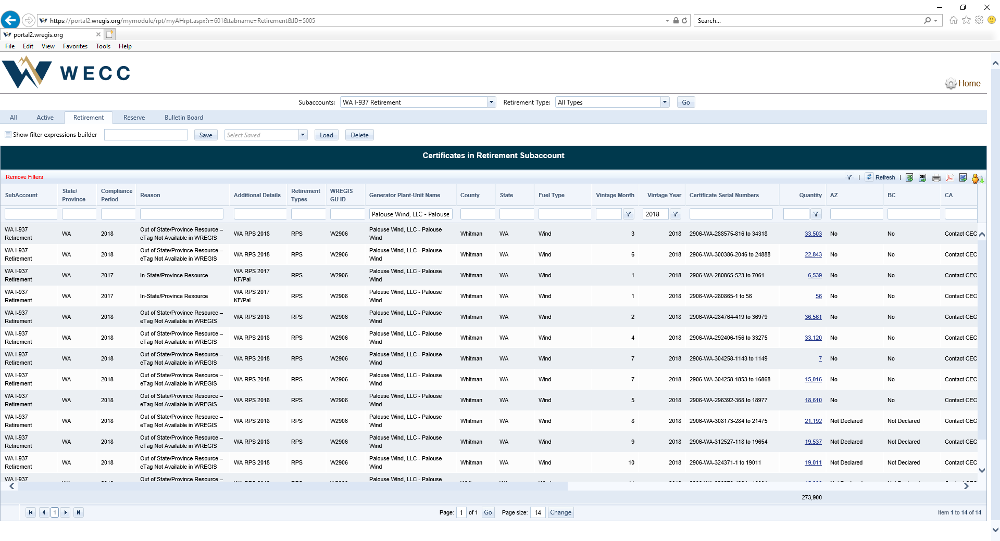 https://portal2.wregis.org/mymodule/rpt/myAHrpt.aspx?r=601&tabname=Retirement&ID=5005 Search...
portal2.wregis.org
File Edit View Favorites Tools Help
WECC
Home
Subaccounts: WA I-937 Retirement Retirement Type: All Types Go
All Active Retirement Reserve Bulletin Board
Show filter expressions builder Save Select Saved Load Delete
Certificates in Retirement Subaccount
Remove Filters | Refresh |
SubAccount State/ Province Compliance Period Reason Additional Details Retirement Types WREGIS GU ID Generator Plant-Unit Name County State Fuel Type Vintage Month Vintage Year Certificate Serial Numbers Quantity AZ BC CA
Palouse Wind, LLC - Palouse 2018
WA I-937 Retirement WA 2018 Out of State/Province Resource – eTag Not Available in WREGIS WA RPS 2018 RPS W2906 Palouse Wind, LLC - Palouse Wind Whitman WA Wind 3 2018 2906-WA-288575-816 to 34318 33,503 No No Contact CEC
WA I-937 Retirement WA 2018 Out of State/Province Resource – eTag Not Available in WREGIS WA RPS 2018 RPS W2906 Palouse Wind, LLC - Palouse Wind Whitman WA Wind 6 2018 2906-WA-300386-2046 to 24888 22,843 No No Contact CEC
WA I-937 Retirement WA 2017 In-State/Province Resource WA RPS 2017 KF/Pal RPS W2906 Palouse Wind, LLC - Palouse Wind Whitman WA Wind 1 2018 2906-WA-280865-523 to 7061 6,539 No No Contact CEC
WA I-937 Retirement WA 2017 In-State/Province Resource WA RPS 2017 KF/Pal RPS W2906 Palouse Wind, LLC - Palouse Wind Whitman WA Wind 1 2018 2906-WA-280865-1 to 56 56 No No Contact CEC
WA I-937 Retirement WA 2018 Out of State/Province Resource – eTag Not Available in WREGIS WA RPS 2018 RPS W2906 Palouse Wind, LLC - Palouse Wind Whitman WA Wind 2 2018 2906-WA-284764-419 to 36979 36,561 No No Contact CEC
WA I-937 Retirement WA 2018 Out of State/Province Resource – eTag Not Available in WREGIS WA RPS 2018 RPS W2906 Palouse Wind, LLC - Palouse Wind Whitman WA Wind 4 2018 2906-WA-292406-156 to 33275 33,120 No No Contact CEC
WA I-937 Retirement WA 2018 Out of State/Province Resource – eTag Not Available in WREGIS WA RPS 2018 RPS W2906 Palouse Wind, LLC - Palouse Wind Whitman WA Wind 7 2018 2906-WA-304258-1143 to 1149 7 No No Contact CEC
WA I-937 Retirement WA 2018 Out of State/Province Resource – eTag Not Available in WREGIS WA RPS 2018 RPS W2906 Palouse Wind, LLC - Palouse Wind Whitman WA Wind 7 2018 2906-WA-304258-1853 to 16868 15,016 No No Contact CEC
WA I-937 Retirement WA 2018 Out of State/Province Resource – eTag Not Available in WREGIS WA RPS 2018 RPS W2906 Palouse Wind, LLC - Palouse Wind Whitman WA Wind 5 2018 2906-WA-296392-368 to 18977 18,610 No No Contact CEC
WA I-937 Retirement WA 2018 Out of State/Province Resource – eTag Not Available in WREGIS WA RPS 2018 RPS W2906 Palouse Wind, LLC - Palouse Wind Whitman WA Wind 8 2018 2906-WA-308173-284 to 21475 21,192 Not Declared Not Declared Contact CEC
WA I-937 Retirement WA 2018 Out of State/Province Resource – eTag Not Available in WREGIS WA RPS 2018 RPS W2906 Palouse Wind, LLC - Palouse Wind Whitman WA Wind 9 2018 2906-WA-312527-118 to 19654 19,537 Not Declared Not Declared Contact CEC
WA I-937 Retirement WA 2018 Out of State/Province Resource – eTag Not Available in WREGIS WA RPS 2018 RPS W2906 Palouse Wind, LLC - Palouse Wind Whitman WA Wind 10 2018 2906-WA-324371-1 to 19011 19,011 Not Declared Not Declared Contact CEC
WA I-937 Out of State/Province Resource – Palouse Wind, LLC - Palouse
273,900
1 Page: 1 of 1 Go Page size: 14 Change Item 1 to 14 of 14